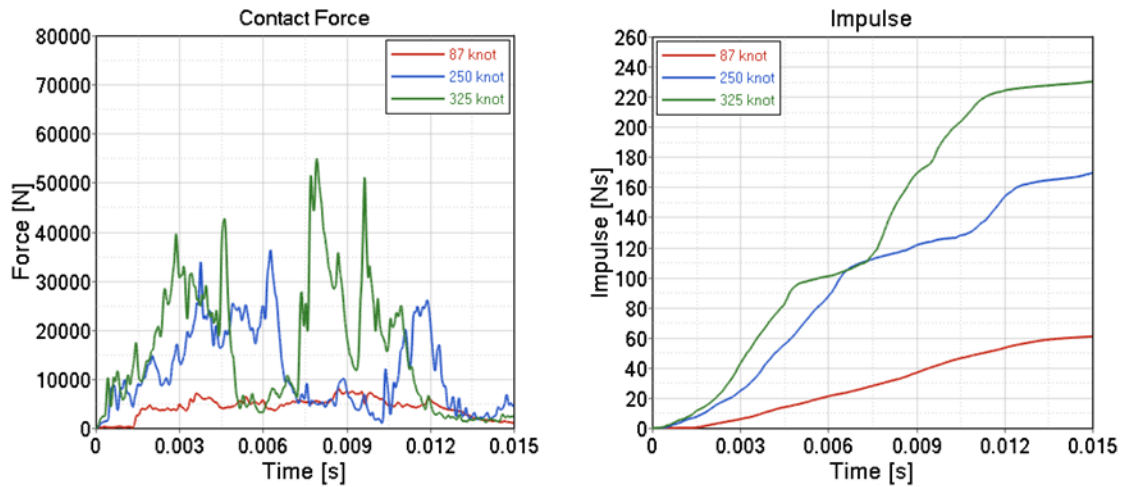 Contact Force
80000
70000
60000
50000
40000
30000
20000
10000
0
Force [N]
87 knot
250 knot
325 knot
0
0.003
0.006
0.009
0.012
0.015
Time [s]
Impulse
260
240
220
200
180
160
140
120
100
80
60
40
20
0
Impulse [Ns]
87 knot
250 knot
325 knot
0
0.003
0.006
0.009
0.012
0.015
Time [s]